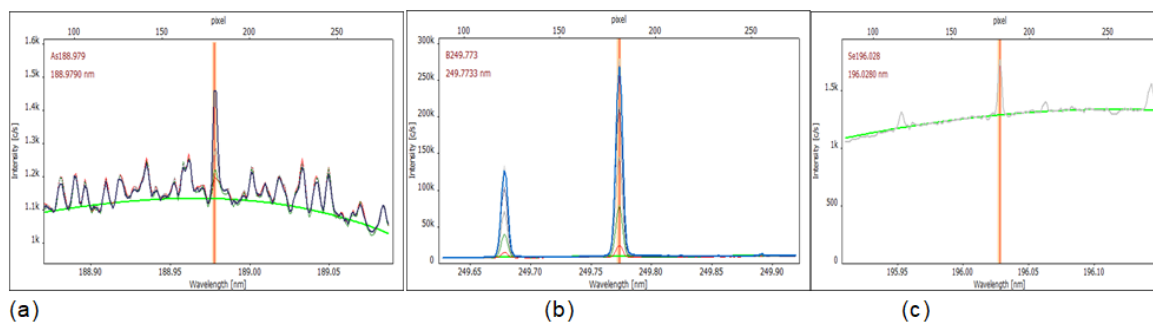 pixel
100 150 200 250
1.6k
As188.979
188.9790 nm
1.5k
1.4k
1.3k
1.2k
1.1k
1k
Intensity [c/s]
188.90 188.95 189.00 189.05
Wavelength [nm]
(a)
pixel
100 150 200 250
300k
B249.773
249.7733 nm
250k
200k
150k
100k
50k
0
Intensity [c/s]
249.65 249.70 249.75 249.80 249.85 249.90
Wavelength [nm]
(b)
pixel
100 150 200 250
Se196.028
196.0280 nm
1.5k
1k
500
0
Intensity [c/s]
195.95 196.00 196.05 196.10
Wavelength [nm]
(c)